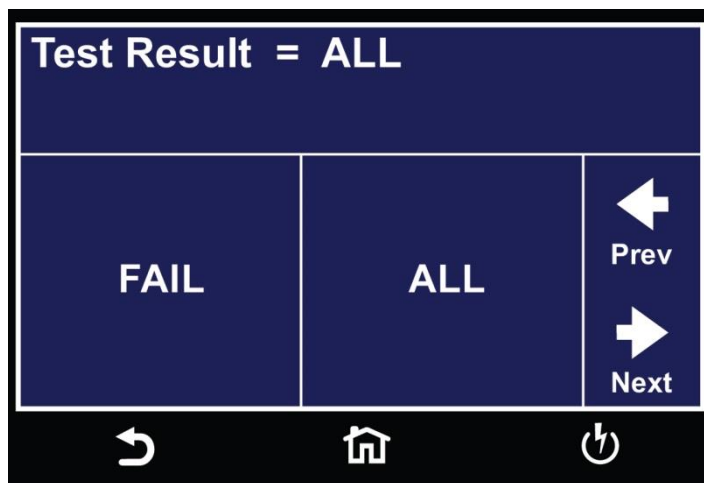 Test Result = ALL
FAIL
ALL
Prev
Next